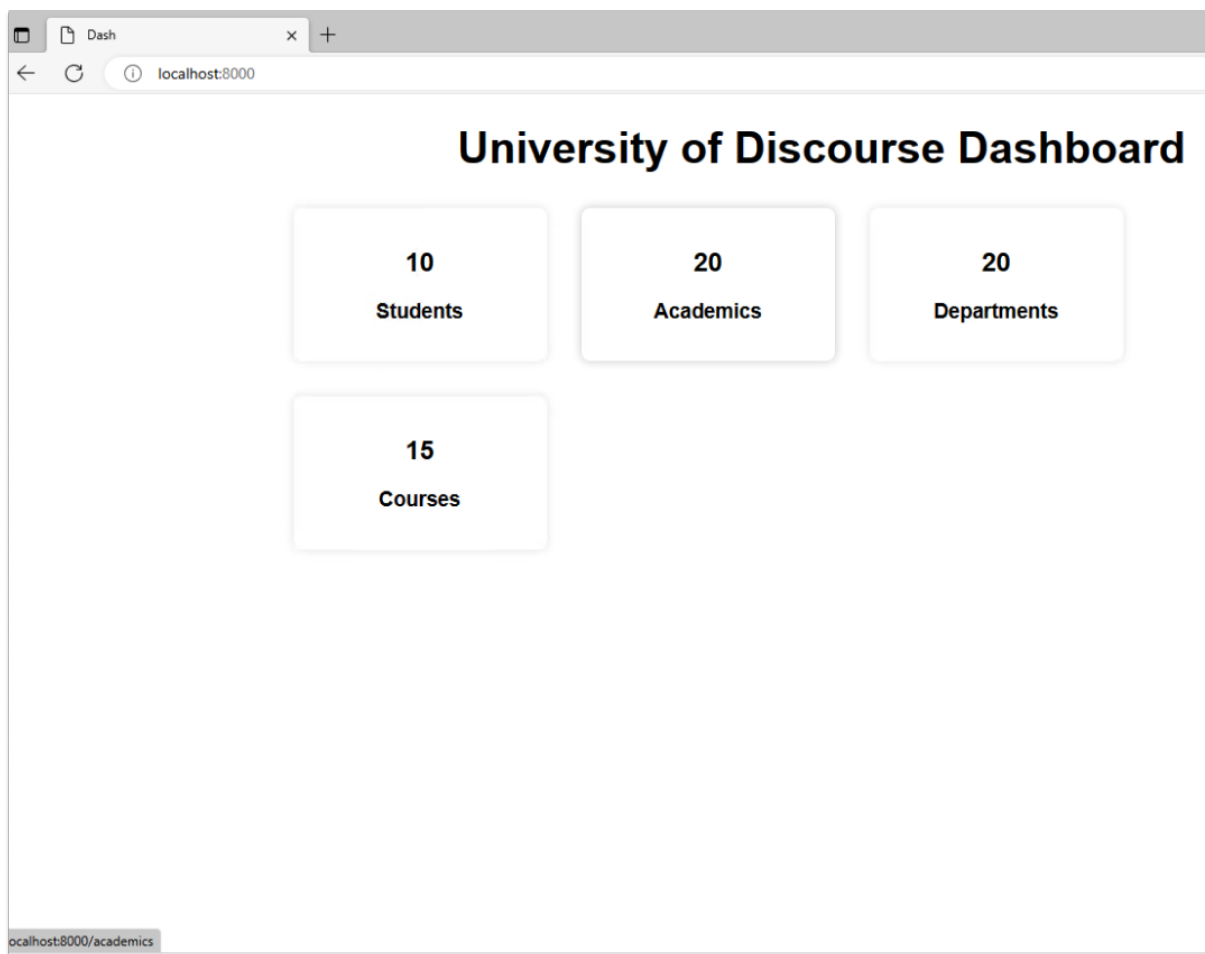 Dash
localhost:8000
University of Discourse Dashboard
10
Students
20
Academics
20
Departments
15
Courses
ocalhost:8000/academics